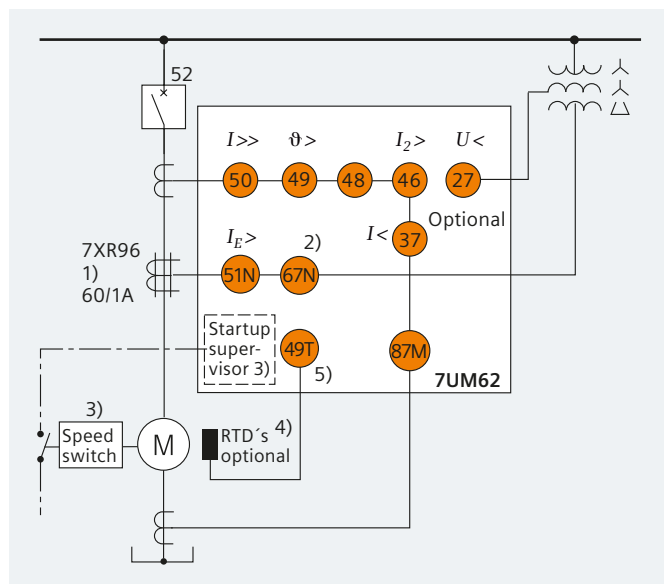 52
I>> ϑ> I₂> U<
50 49 48 46 27
Optional
I< 37
7XR96
1)
60/1A
I_E> 2)
51N 67N
Startup
super-
visor 3)
49T 87M
5) 7UM62
3)
Speed
switch
M
RTD´s 4)
optional